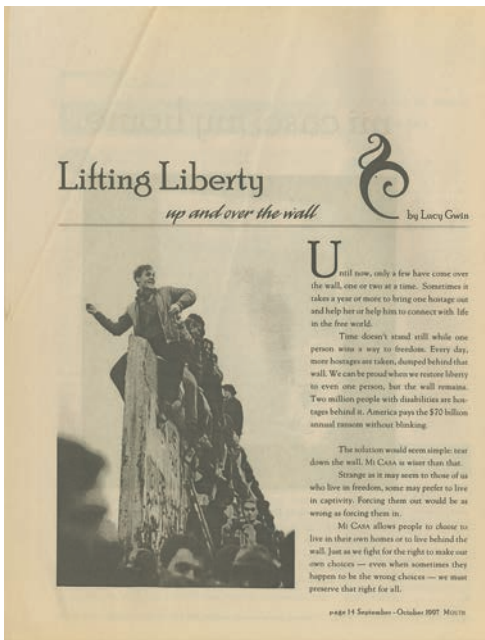 Lifting Liberty
up and over the wall
by Lucy Gwin
Until now, only a few have come over
the wall, one or two at a time. Sometimes it
takes a year or more to bring one hostage out
and help her or help him to connect with life
in the free world.
Time doesn't stand still while one
person wins a way to freedom. Every day,
more hostages are taken, dumped behind that
wall. We can be proud when we restore liberty
to even one person, but the wall remains.
Two million people with disabilities are hos-
tages behind it. America pays the $70 billion
annual ransom without blinking.
The solution would seem simple: tear
down the wall. MI CASA is wiser than that.
Strange as it may seem to those of us
who live in freedom, some may prefer to live
in captivity. Forcing them out would be as
wrong as forcing them in.
MI CASA allows people to choose to
live in their own homes or to live behind the
wall. Just as we fight for the right to make our
own choices — even when sometimes they
happen to be the wrong choices — we must
preserve that right for all.
page 14 September - October 1997 MOUTH